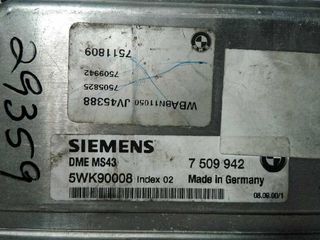 29359
7511809
7509942
7505825
WBABN11050 JV45388
SIEMENS
DME MS43
7 509 942
5WK90008 Index 02
Made in Germany